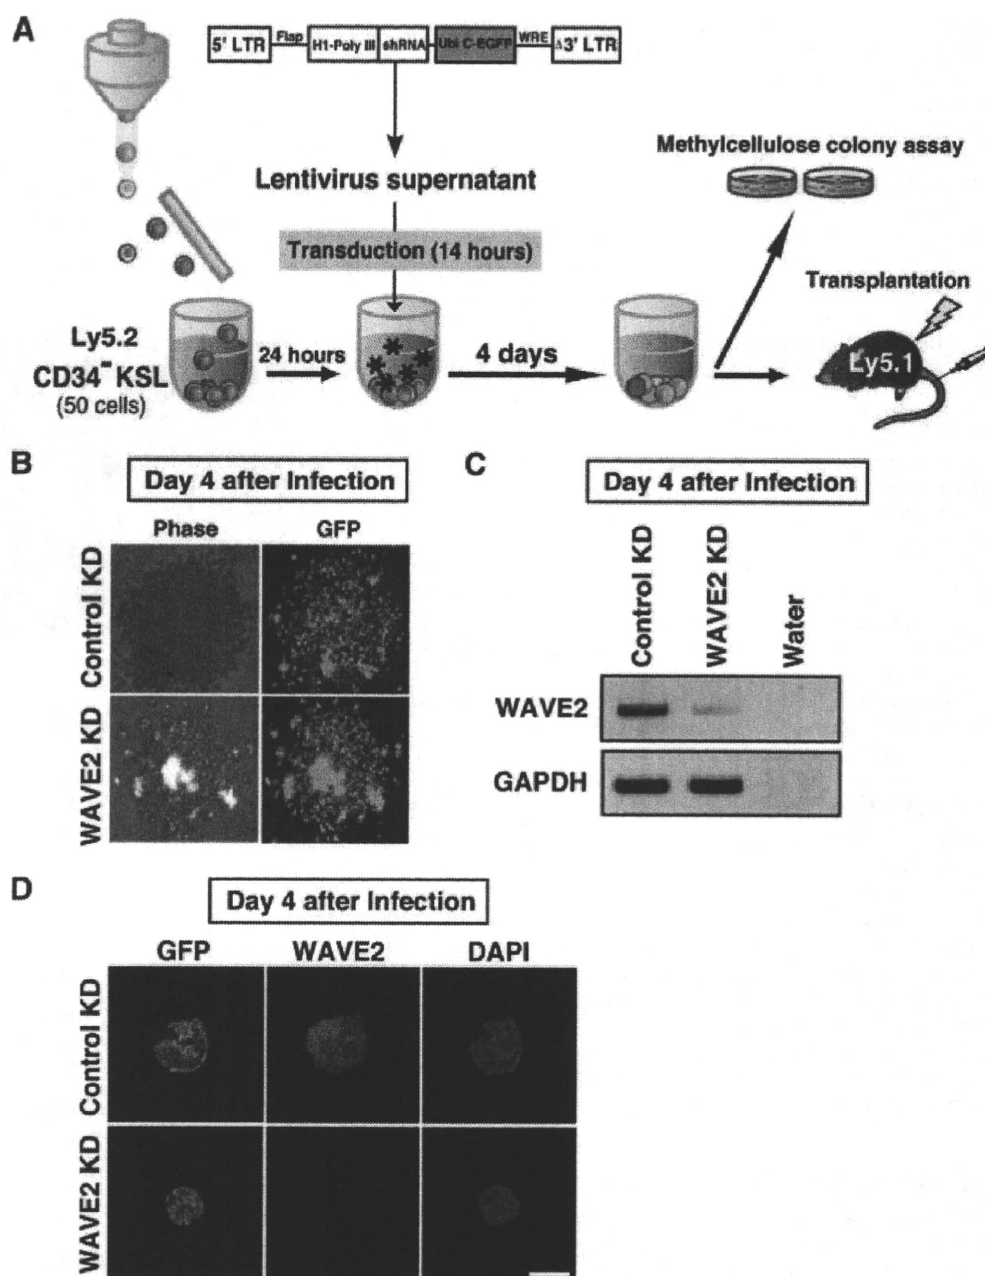 A
5' LTR Flap H1-Poly III shRNA Ubi C-EGFP WRE Δ3' LTR
Lentivirus supernatant
Methylcellulose colony assay
Transduction (14 hours)
Transplantation
Ly5.2
CD34⁻ KSL
(50 cells)
24 hours
4 days
Ly5.1
B
Day 4 after Infection
Phase GFP
Control KD
WAVE2 KD
C
Day 4 after Infection
Control KD
WAVE2 KD
Water
WAVE2
GAPDH
D
Day 4 after Infection
GFP WAVE2 DAPI
Control KD
WAVE2 KD